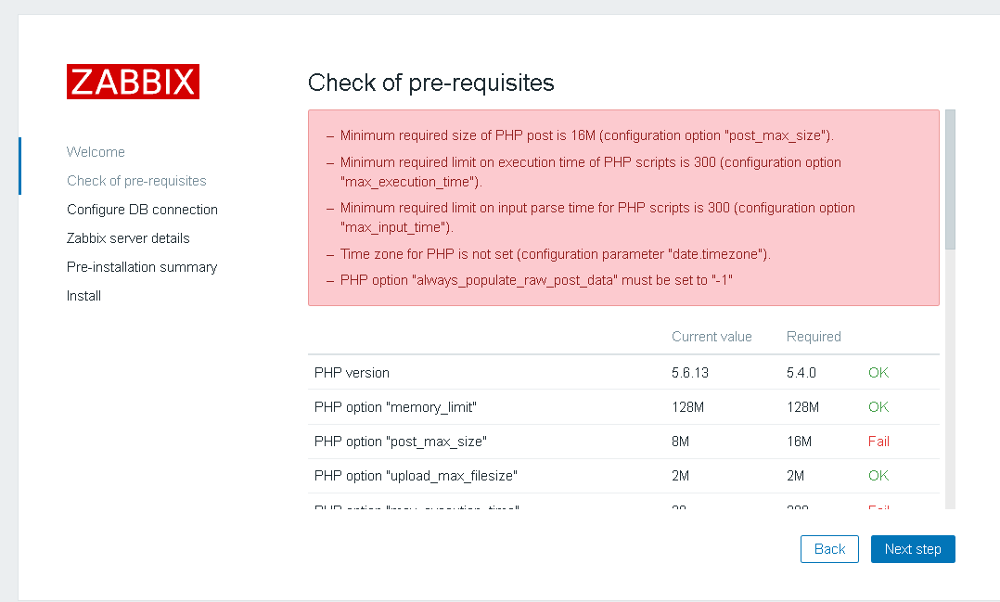 ZABBIX
Welcome
Check of pre-requisites
Configure DB connection
Zabbix server details
Pre-installation summary
Install
Check of pre-requisites
– Minimum required size of PHP post is 16M (configuration option "post_max_size").
– Minimum required limit on execution time of PHP scripts is 300 (configuration option
"max_execution_time").
– Minimum required limit on input parse time for PHP scripts is 300 (configuration option
"max_input_time").
– Time zone for PHP is not set (configuration parameter "date.timezone").
– PHP option "always_populate_raw_post_data" must be set to "-1"
Current value Required
PHP version 5.6.13 5.4.0 OK
PHP option "memory_limit" 128M 128M OK
PHP option "post_max_size" 8M 16M Fail
PHP option "upload_max_filesize" 2M 2M OK
PHP option "max_execution_time" 300 Fail
Back Next step